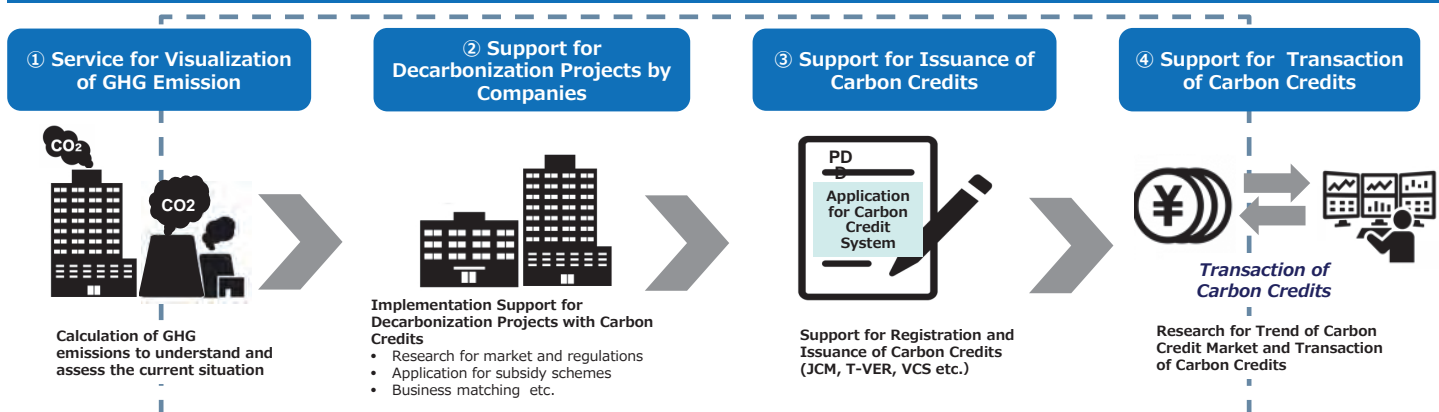 ① Service for Visualization
of GHG Emission
② Support for
Decarbonization Projects by
Companies
③ Support for Issuance of
Carbon Credits
④ Support for Transaction
of Carbon Credits
CO₂
CO2
PD
D
Application
for Carbon
Credit
System
¥
Transaction of
Carbon Credits
Calculation of GHG
emissions to understand and
assess the current situation
Implementation Support for
Decarbonization Projects with Carbon
Credits
• Research for market and regulations
• Application for subsidy schemes
• Business matching etc.
Support for Registration and
Issuance of Carbon Credits
(JCM, T-VER, VCS etc.)
Research for Trend of Carbon
Credit Market and Transaction
of Carbon Credits